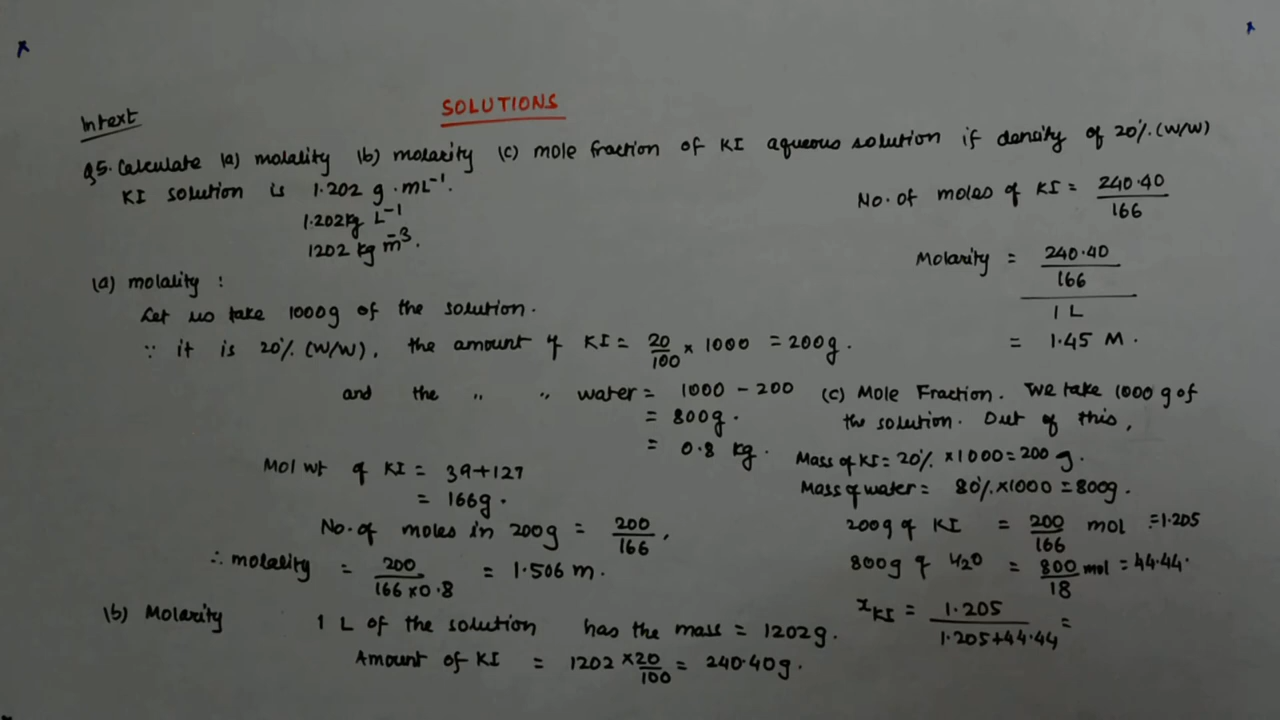 SOLUTIONS
Intext
Q5. Calculate (a) molality (b) molarity (c) mole fraction of KI aqueous solution if density of 20% (W/W)
KI solution is 1.202 g·mL⁻¹.
1.202kg L⁻¹
1202 kg m⁻³.
(a) molality :
Let us take 1000g of the solution.
∵ it is 20% (W/W), the amount of KI = 20/100 × 1000 = 200g.
and the " " water = 1000 - 200
= 800g.
= 0.8 kg.
Mol wt of KI = 39+127
= 166g.
No. of moles in 200g = 200/166,
∴ molality = 200/166×0.8 = 1.506 m.
(b) Molarity 1 L of the solution has the mass = 1202g.
Amount of KI = 1202 × 20/100 = 240.40g.
No. of moles of KI = 240.40/166
Molarity = 240.40/166
1 L
= 1.45 M.
(c) Mole Fraction. We take 1000 g of
the solution. Out of this,
Mass of KI = 20% × 1000 = 200 g.
Mass of water = 80% × 1000 = 800g.
200g of KI = 200/166 mol = 1.205
800g of H2O = 800/18 mol = 44.44.
xKI = 1.205/1.205+44.44 =